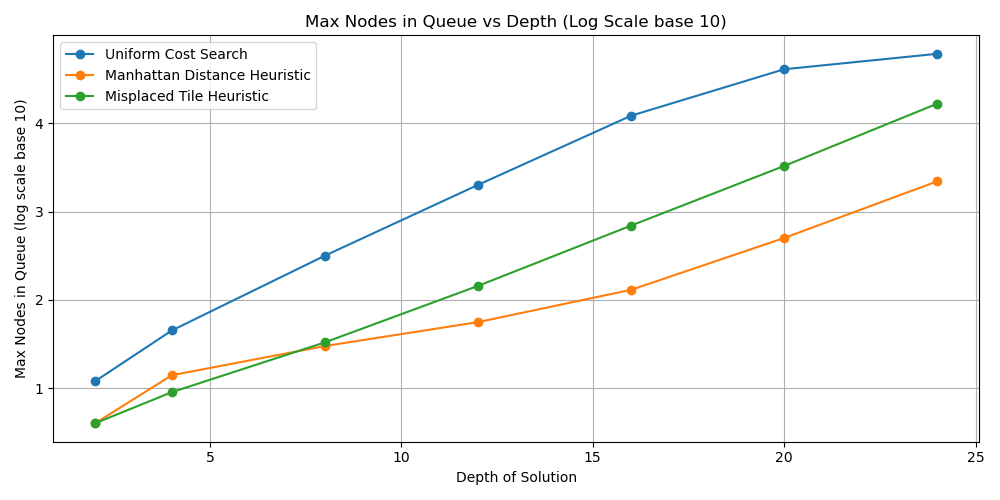 Max Nodes in Queue vs Depth (Log Scale base 10)
Uniform Cost Search
Manhattan Distance Heuristic
Misplaced Tile Heuristic
Max Nodes in Queue (log scale base 10)
4
3
2
1
5
10
15
20
25
Depth of Solution